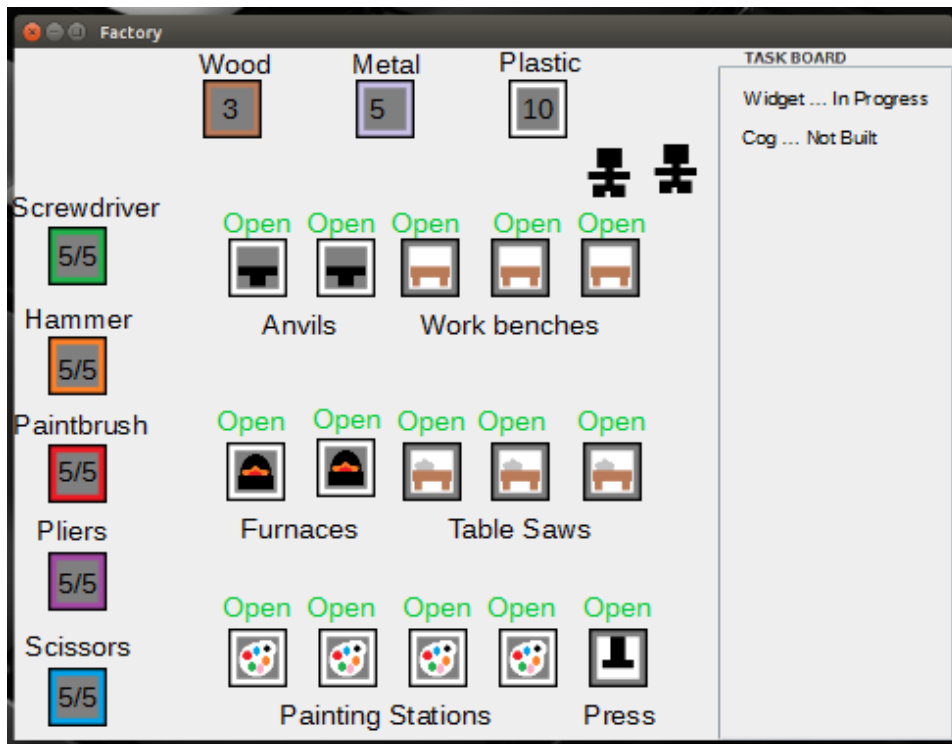 Factory
Wood Metal Plastic
3 5 10
TASK BOARD
Widget ... In Progress
Cog ... Not Built
Screwdriver
5/5
Open Open Open Open Open
Anvils Work benches
Hammer
5/5
Paintbrush
5/5
Open Open Open Open Open
Furnaces Table Saws
Pliers
5/5
Open Open Open Open Open
Scissors
5/5
Painting Stations Press